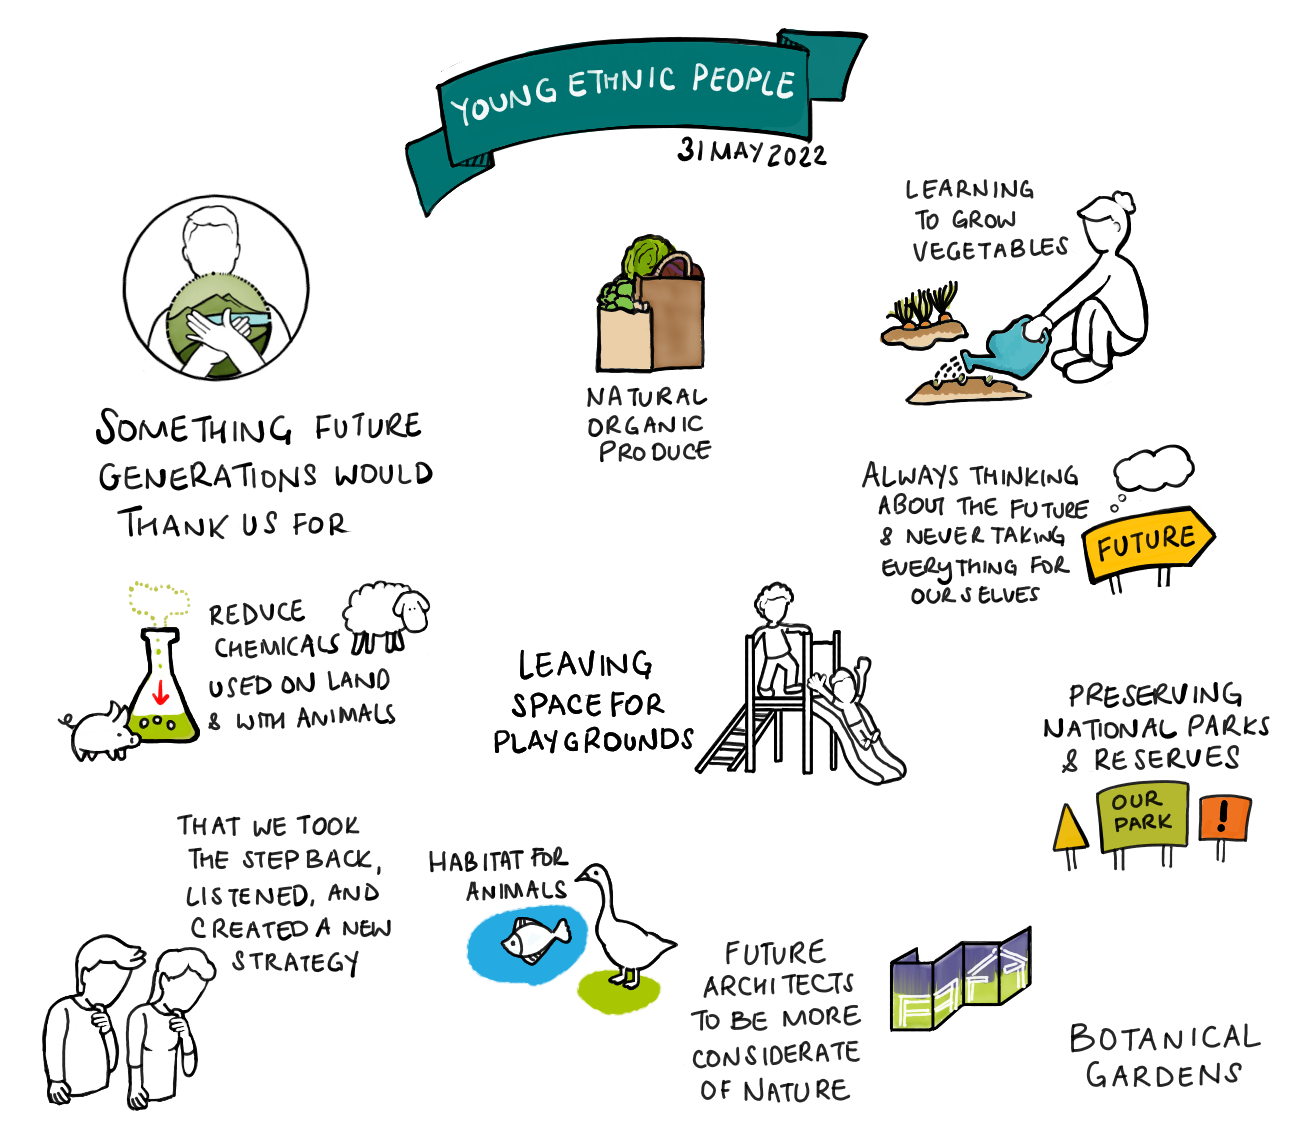 YOUNG ETHNIC PEOPLE
31 MAY 2022
SOMETHING FUTURE
GENERATIONS WOULD
THANK US FOR
NATURAL
ORGANIC
PRODUCE
LEARNING
TO GROW
VEGETABLES
ALWAYS THINKING
ABOUT THE FUTURE
& NEVER TAKING
EVERYTHING FOR
OURSELVES
FUTURE
REDUCE
CHEMICALS
USED ON LAND
& WITH ANIMALS
LEAVING
SPACE FOR
PLAYGROUNDS
PRESERVING
NATIONAL PARKS
& RESERVES
OUR
PARK
!
THAT WE TOOK
THE STEP BACK,
LISTENED, AND
CREATED A NEW
STRATEGY
HABITAT FOR
ANIMALS
FUTURE
ARCHITECTS
TO BE MORE
CONSIDERATE
OF NATURE
BOTANICAL
GARDENS